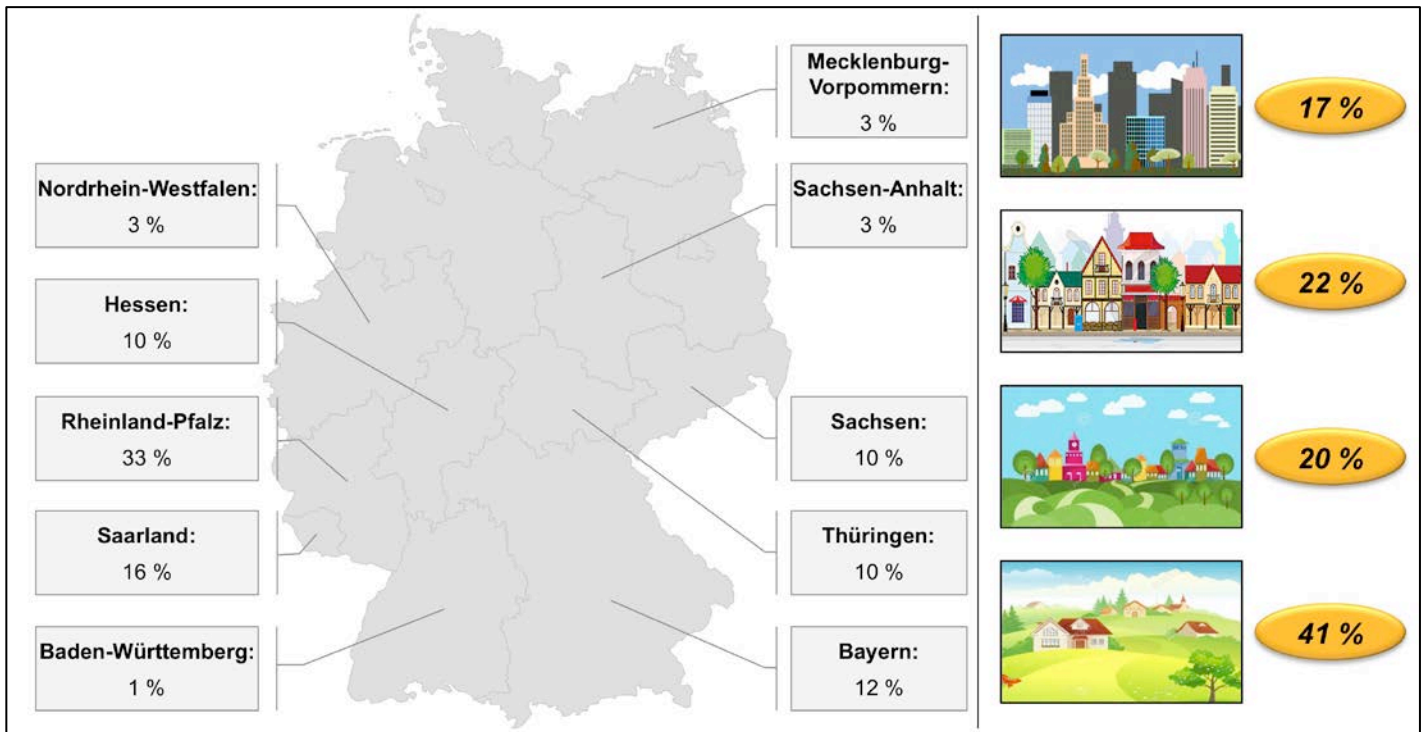 Mecklenburg-
Vorpommern:
3 %
Nordrhein-Westfalen:
3 %
Sachsen-Anhalt:
3 %
Hessen:
10 %
Rheinland-Pfalz:
33 %
Sachsen:
10 %
Saarland:
16 %
Thüringen:
10 %
Baden-Württemberg:
1 %
Bayern:
12 %
17 %
22 %
20 %
41 %